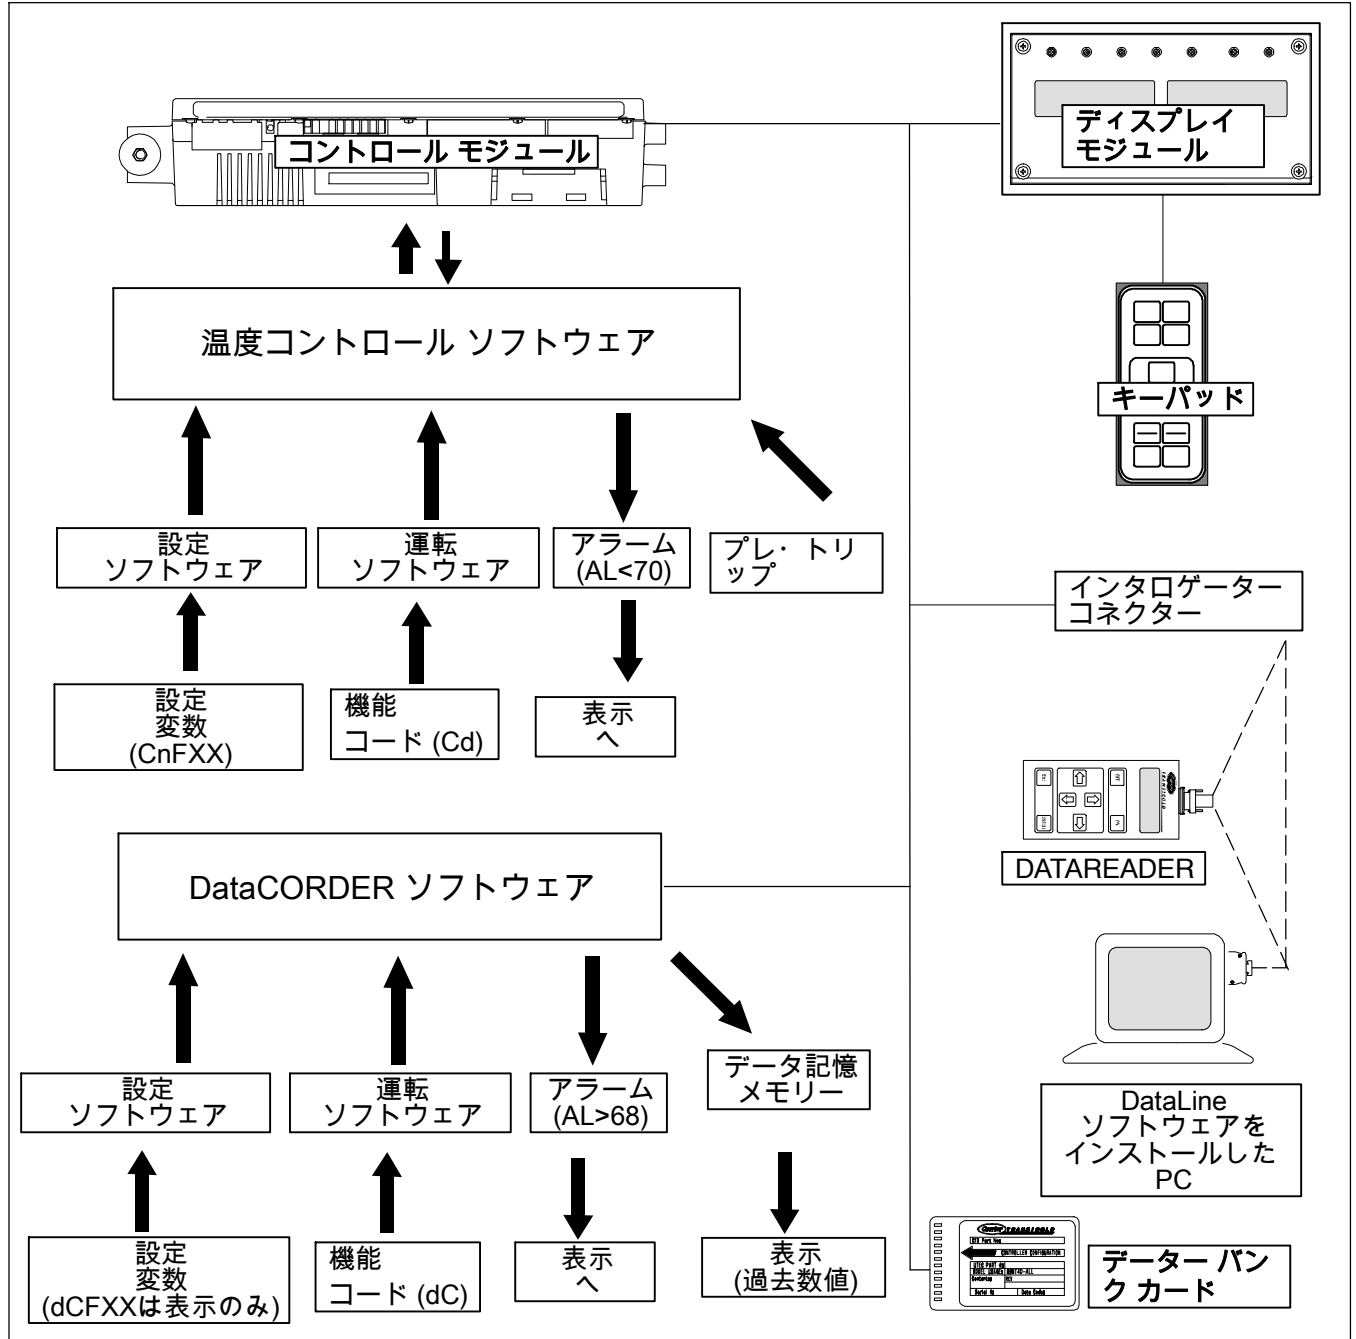 ディスプレイ
モジュール
コントロール モジュール
温度コントロール ソフトウェア
キーパッド
設定
ソフトウェア
運転
ソフトウェア
アラーム
(AL<70)
プレ・トリ
ップ
インタロゲーター
コネクター
設定
変数
(CnFXX)
機能
コード (Cd)
表示
へ
DATAREADER
DataCORDER ソフトウェア
設定
ソフトウェア
運転
ソフトウェア
アラーム
(AL>68)
データ記憶
メモリー
DataLine
ソフトウェアを
インストールした
PC
設定
変数
(dCFXXは表示のみ)
機能
コード (dC)
表示
へ
表示
(過去数値)
Carrier TRANSICOLD
CONTROLLER CONFIGURATION
Serial No
Date Coded
データー バン
ク カード